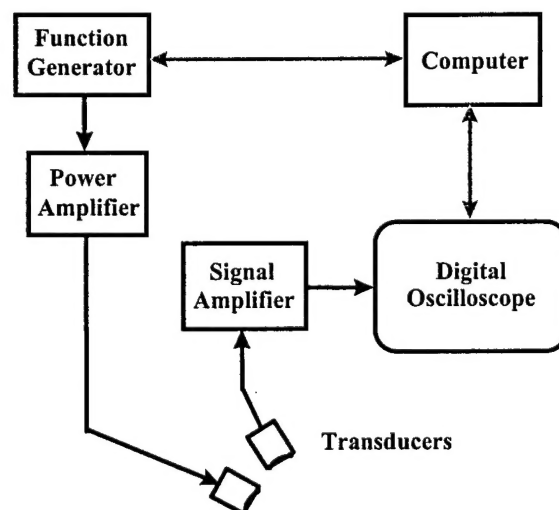 Function
Generator
Computer
Power
Amplifier
Signal
Amplifier
Digital
Oscilloscope
Transducers